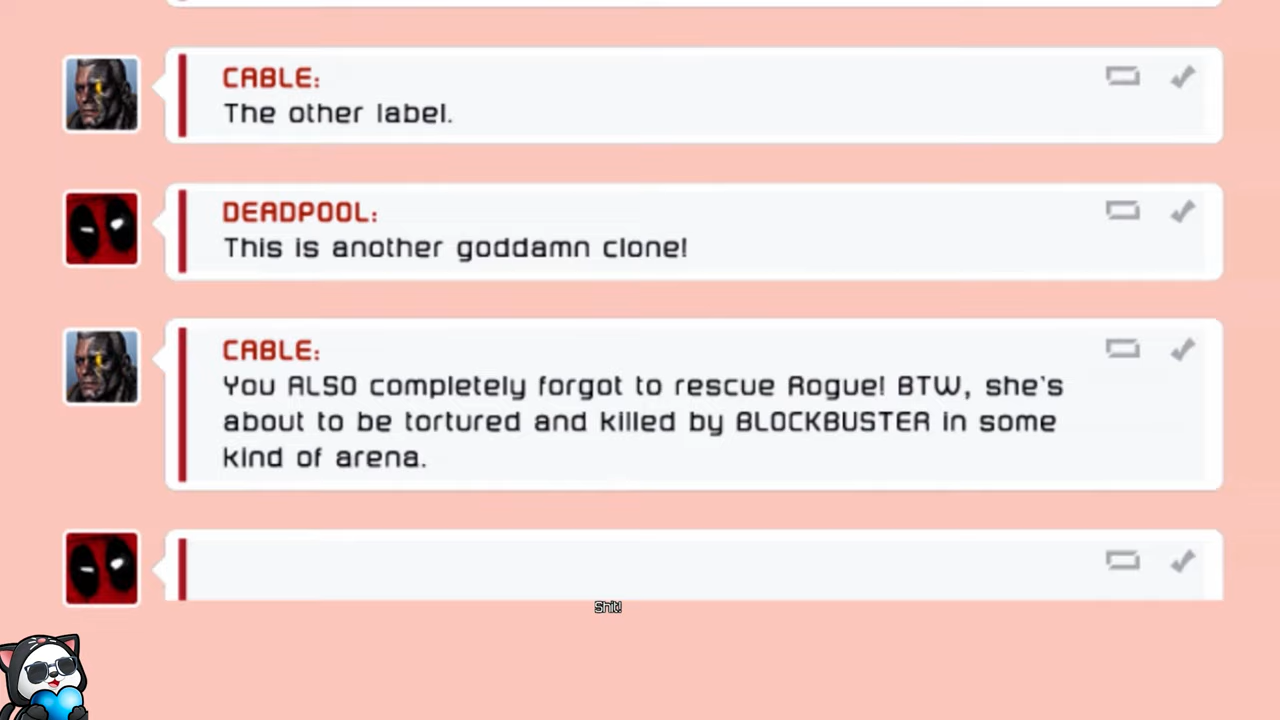 CABLE:
The other label.
DEADPOOL:
This is another goddamn clone!
CABLE:
You ALSO completely forgot to rescue Rogue! BTW, she's
about to be tortured and killed by BLOCKBUSTER in some
kind of arena.
Shit!